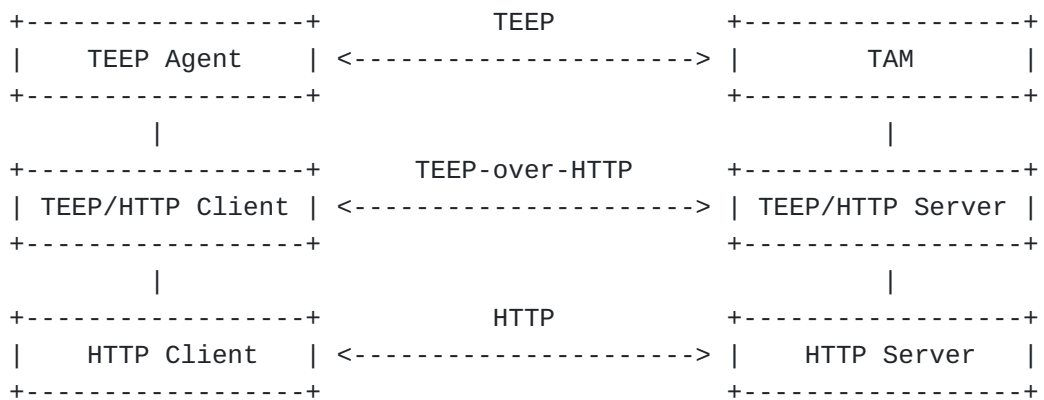 +------------------+           TEEP           +------------------+
|    TEEP Agent    | <----------------------> |       TAM        |
+------------------+                          +------------------+
         |                                              |
+------------------+      TEEP-over-HTTP      +------------------+
| TEEP/HTTP Client | <----------------------> | TEEP/HTTP Server |
+------------------+                          +------------------+
         |                                              |
+------------------+           HTTP           +------------------+
|    HTTP Client   | <----------------------> |    HTTP Server   |
+------------------+                          +------------------+